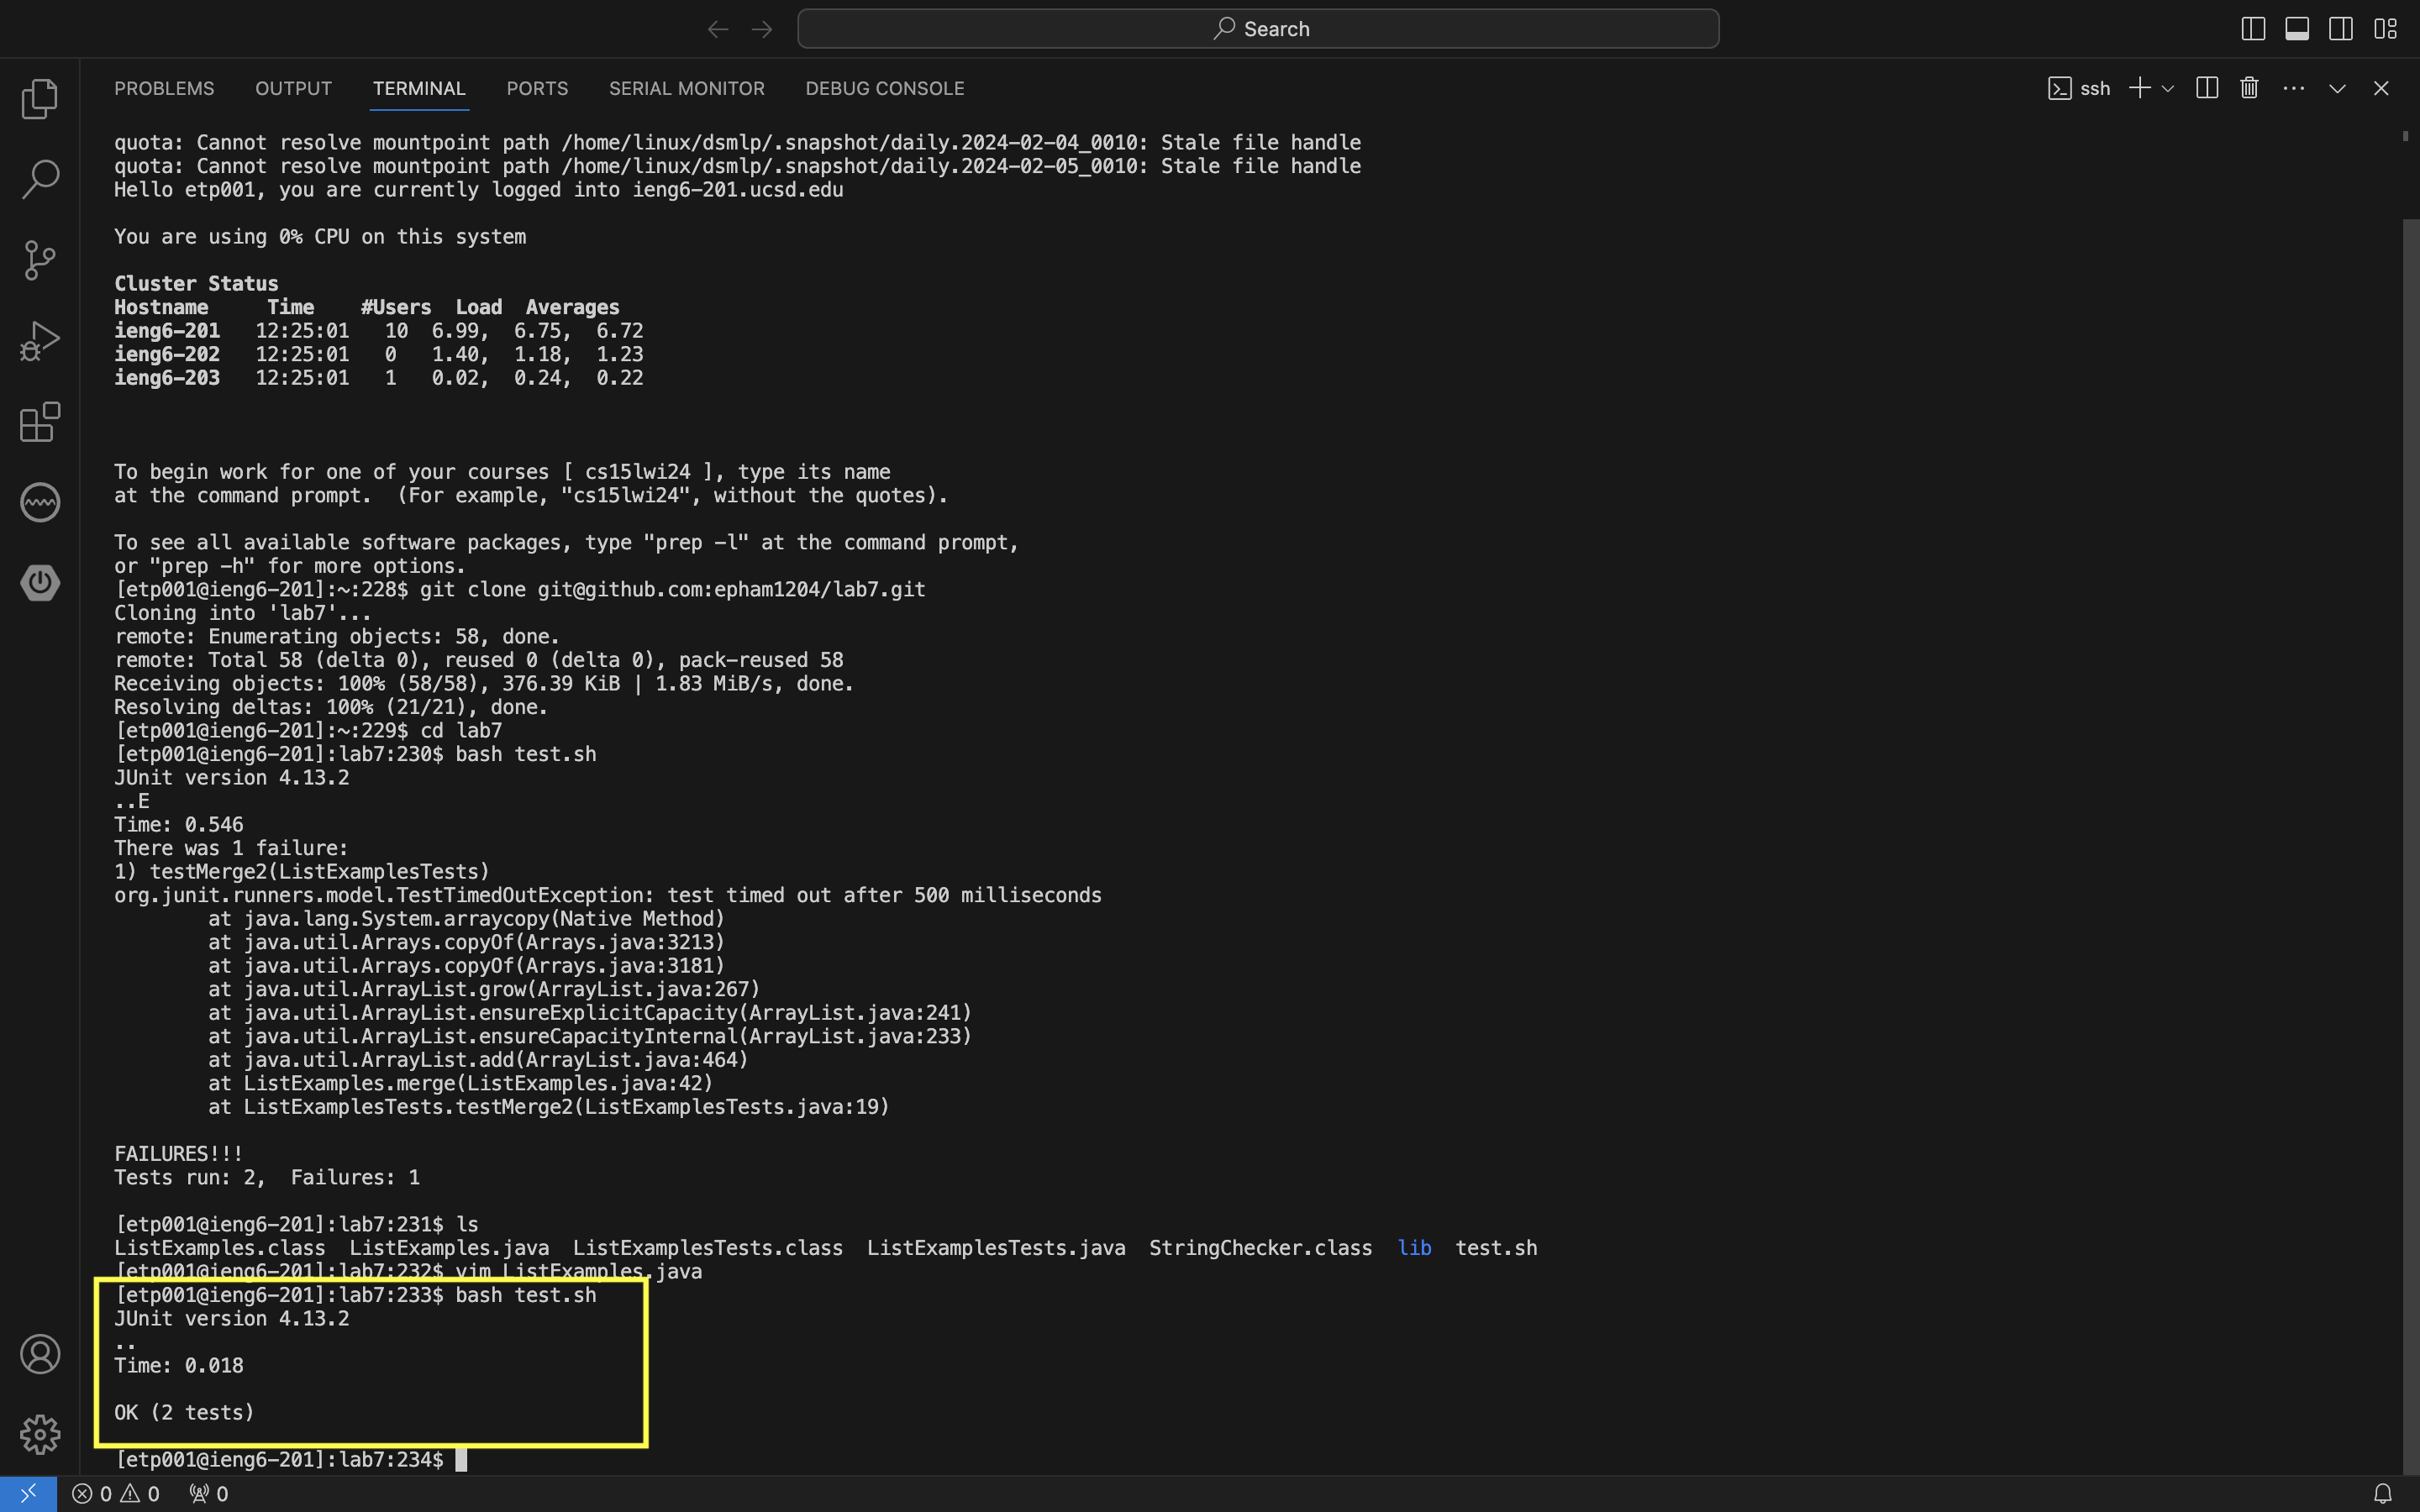 Search
PROBLEMS OUTPUT TERMINAL PORTS SERIAL MONITOR DEBUG CONSOLE ssh
quota: Cannot resolve mountpoint path /home/linux/dsmlp/.snapshot/daily.2024-02-04_0010: Stale file handle
quota: Cannot resolve mountpoint path /home/linux/dsmlp/.snapshot/daily.2024-02-05_0010: Stale file handle
Hello etp001, you are currently logged into ieng6-201.ucsd.edu
You are using 0% CPU on this system
Cluster Status
Hostname     Time    #Users  Load  Averages
ieng6-201   12:25:01   10  6.99,  6.75,  6.72
ieng6-202   12:25:01   0   1.40,  1.18,  1.23
ieng6-203   12:25:01   1   0.02,  0.24,  0.22
To begin work for one of your courses [ cs15lwi24 ], type its name
at the command prompt.  (For example, "cs15lwi24", without the quotes).
To see all available software packages, type "prep -l" at the command prompt,
or "prep -h" for more options.
[etp001@ieng6-201]:~:228$ git clone git@github.com:epham1204/lab7.git
Cloning into 'lab7'...
remote: Enumerating objects: 58, done.
remote: Total 58 (delta 0), reused 0 (delta 0), pack-reused 58
Receiving objects: 100% (58/58), 376.39 KiB | 1.83 MiB/s, done.
Resolving deltas: 100% (21/21), done.
[etp001@ieng6-201]:~:229$ cd lab7
[etp001@ieng6-201]:lab7:230$ bash test.sh
JUnit version 4.13.2
..E
Time: 0.546
There was 1 failure:
1) testMerge2(ListExamplesTests)
org.junit.runners.model.TestTimedOutException: test timed out after 500 milliseconds
        at java.lang.System.arraycopy(Native Method)
        at java.util.Arrays.copyOf(Arrays.java:3213)
        at java.util.Arrays.copyOf(Arrays.java:3181)
        at java.util.ArrayList.grow(ArrayList.java:267)
        at java.util.ArrayList.ensureExplicitCapacity(ArrayList.java:241)
        at java.util.ArrayList.ensureCapacityInternal(ArrayList.java:233)
        at java.util.ArrayList.add(ArrayList.java:464)
        at ListExamples.merge(ListExamples.java:42)
        at ListExamplesTests.testMerge2(ListExamplesTests.java:19)
FAILURES!!!
Tests run: 2,  Failures: 1
[etp001@ieng6-201]:lab7:231$ ls
ListExamples.class  ListExamples.java  ListExamplesTests.class  ListExamplesTests.java  StringChecker.class  lib  test.sh
[etp001@ieng6-201]:lab7:232$ vim ListExamples.java
[etp001@ieng6-201]:lab7:233$ bash test.sh
JUnit version 4.13.2
..
Time: 0.018
OK (2 tests)
[etp001@ieng6-201]:lab7:234$
0 0 0